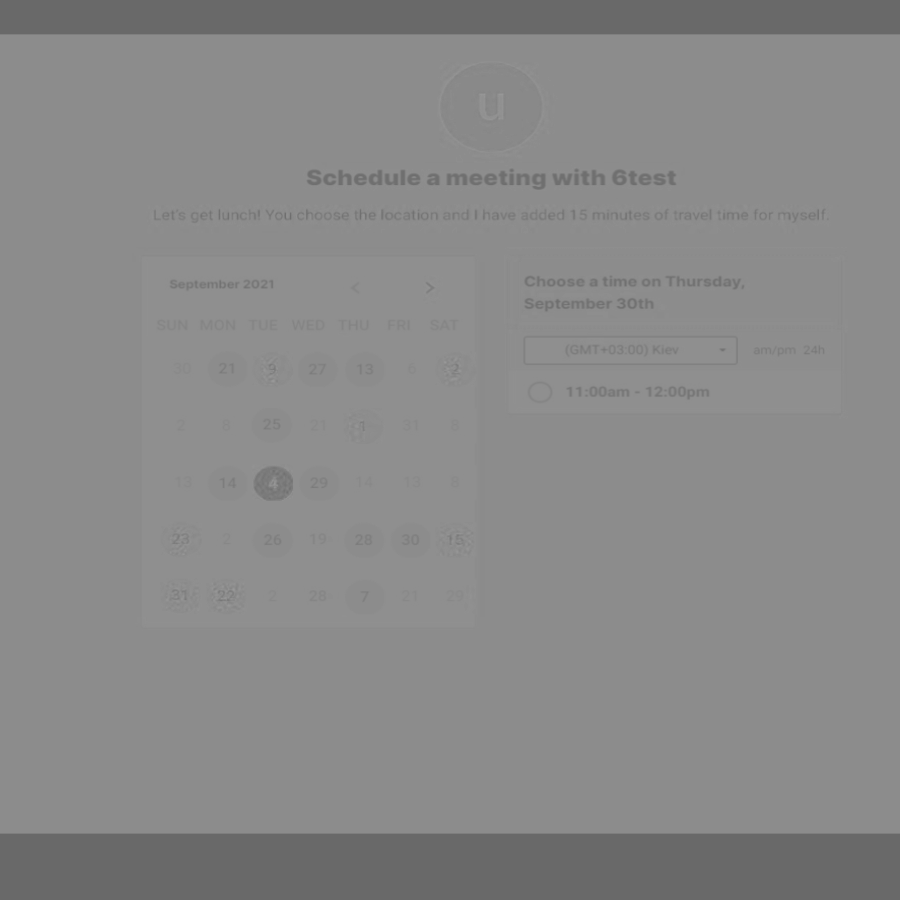 u
Schedule a meeting with 6test
Let's get lunch! You choose the location and I have added 15 minutes of travel time for myself.
September 2021 < >
SUN MON TUE WED THU FRI SAT
30 21 9 27 13 6 2
2 8 25 21 1 31 8
13 14 4 29 14 13 8
23 2 26 19 28 30 15
31 22 2 28 7 21 29
Choose a time on Thursday,
September 30th
(GMT+03:00) Kiev am/pm 24h
11:00am - 12:00pm